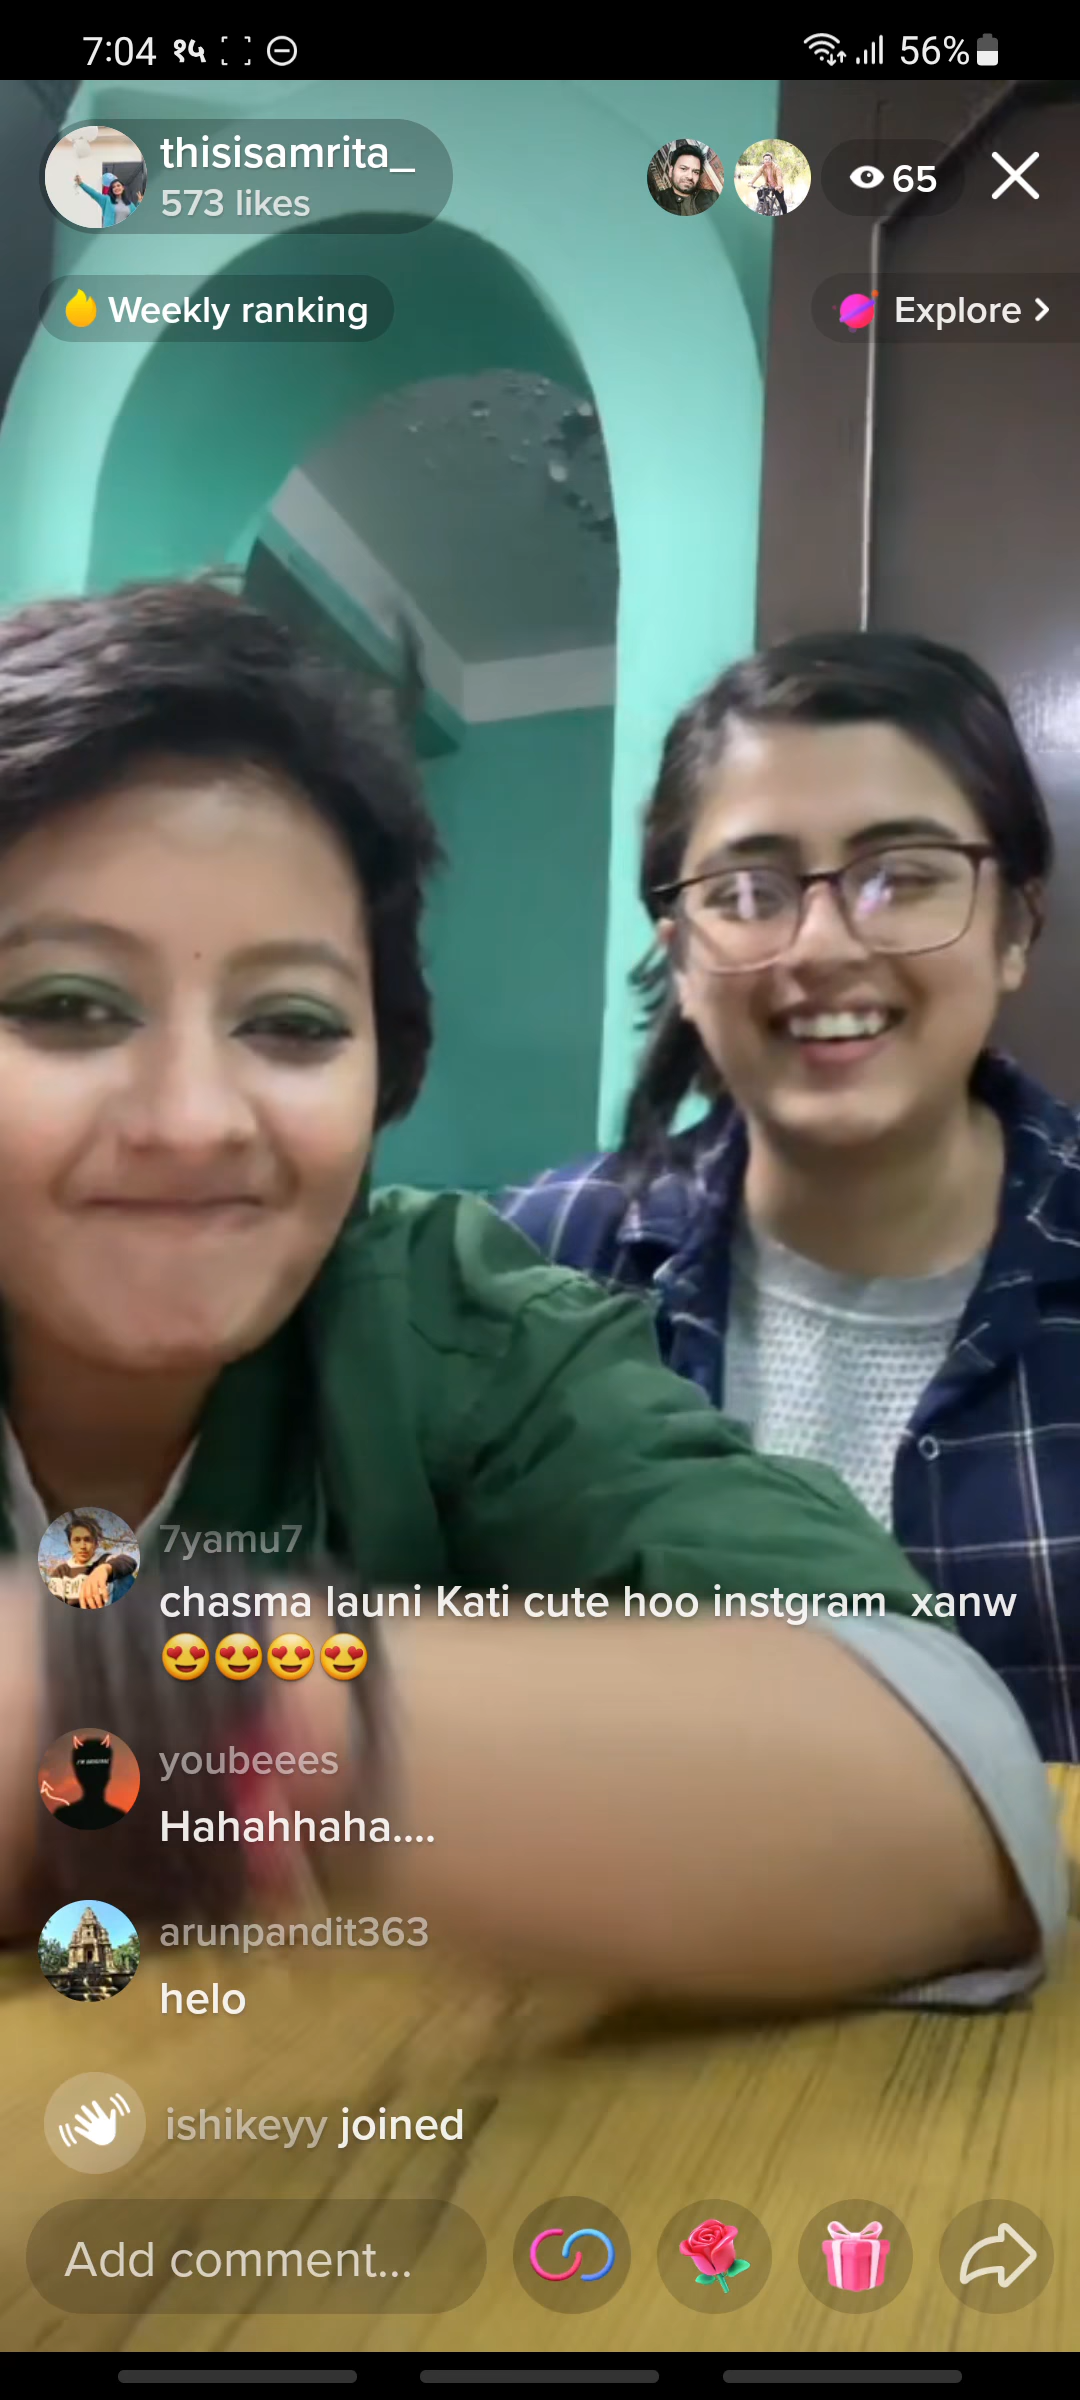 7:04 १५ 56%
thisisamrita_
573 likes
65
Weekly ranking
Explore
7yamu7
chasma launi Kati cute hoo instgram xanw
😍😍😍😍
youbeees
Hahahhaha....
arunpandit363
helo
ishikeyy joined
Add comment...